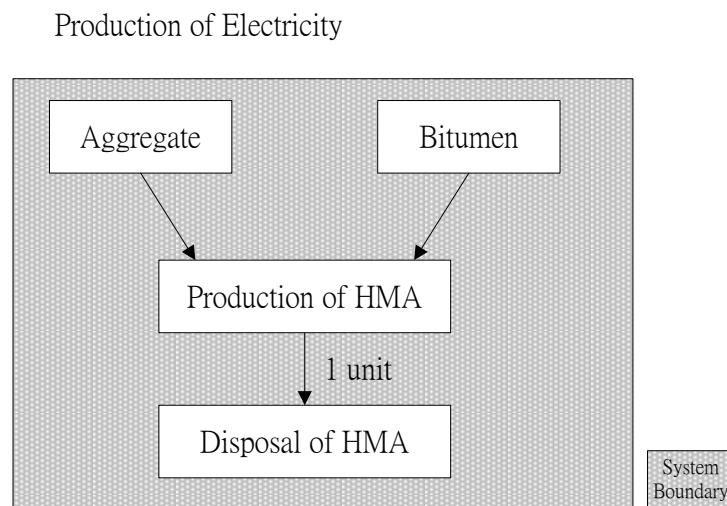 Production of Electricity
Aggregate
Bitumen
Production of HMA
1 unit
Disposal of HMA
System
Boundary